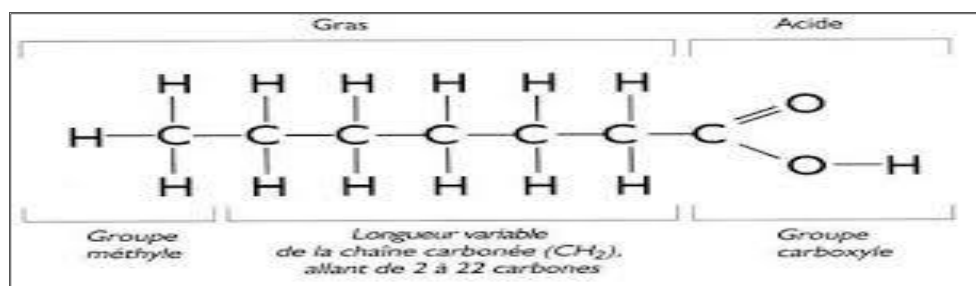 Gras Acide
H H H H H H
H C C C C C C C O
O H
H H H H H H
Groupe méthyle
Longueur variable
de la chaîne carbonée (CH₂),
allant de 2 à 22 carbones
Groupe carboxyle